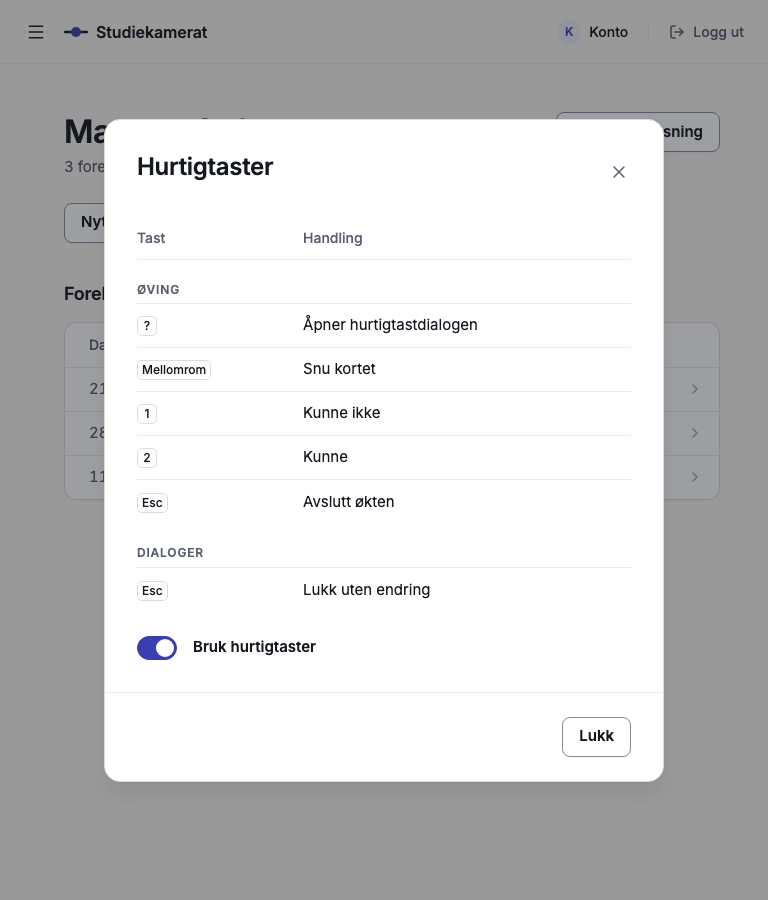 Studiekamerat
K Konto
Logg ut
3
Hurtigtaster
Tast Handling
ØVING
? Åpner hurtigtastdialogen
Mellomrom Snu kortet
1 Kunne ikke
2 Kunne
Esc Avslutt økten
DIALOGER
Esc Lukk uten endring
Bruk hurtigtaster
Lukk